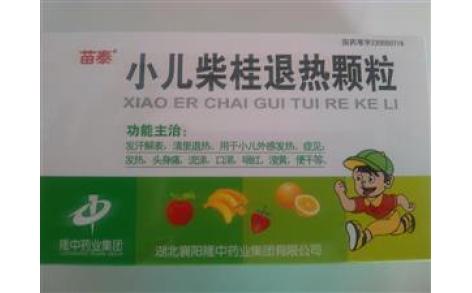 苗泰
小儿柴桂退热颗粒
XIAO ER CHAI GUI TUI RE KE LI
功能主治:
发汗解表,清里退热。用于小儿外感发热。症见:
发热、头身痛、流涕、口渴、咽红、溲黄、便干等。
隆中药业集团
湖北襄阳隆中药业集团有限公司